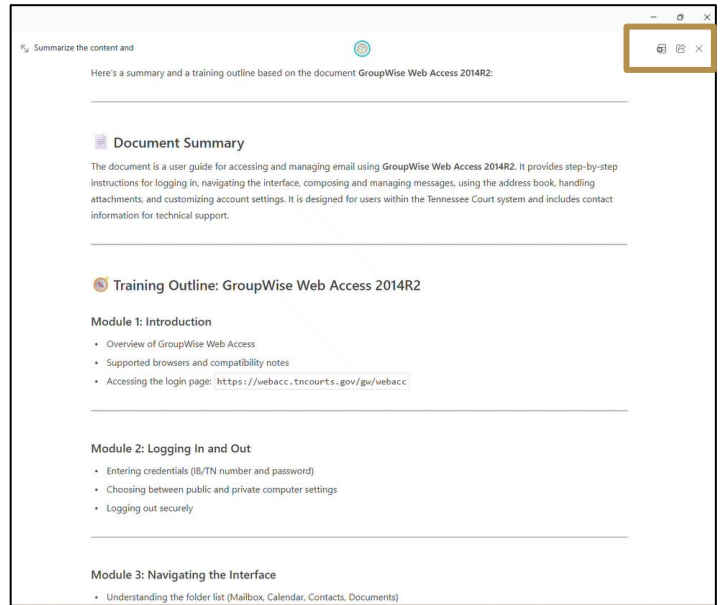 Summarize the content and
Here's a summary and a training outline based on the document GroupWise Web Access 2014R2:
Document Summary
The document is a user guide for accessing and managing email using GroupWise Web Access 2014R2. It provides step-by-step
instructions for logging in, navigating the interface, composing and managing messages, using the address book, handling
attachments, and customizing account settings. It is designed for users within the Tennessee Court system and includes contact
information for technical support.
Training Outline: GroupWise Web Access 2014R2
Module 1: Introduction
• Overview of GroupWise Web Access
• Supported browsers and compatibility notes
• Accessing the login page: https://webacc.tncourts.gov/gw/webacc
Module 2: Logging In and Out
• Entering credentials (IB/TN number and password)
• Choosing between public and private computer settings
• Logging out securely
Module 3: Navigating the Interface
• Understanding the folder list (Mailbox, Calendar, Contacts, Documents)